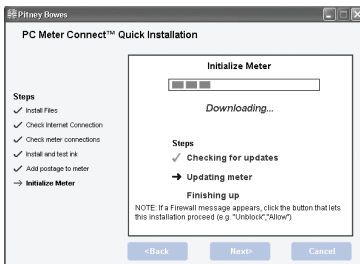 Pitney Bowes
PC Meter Connect™ Quick Installation
Steps
Install Files
Check Internet Connection
Check meter connections
Install and test ink
Add postage to meter
Initialize Meter
Initialize Meter
Downloading...
Steps
Checking for updates
Updating meter
Finishing up
NOTE: If a Firewall message appears, click the button that lets
this installation proceed (e.g. "Unblock","Allow")
<Back
Next>
Cancel